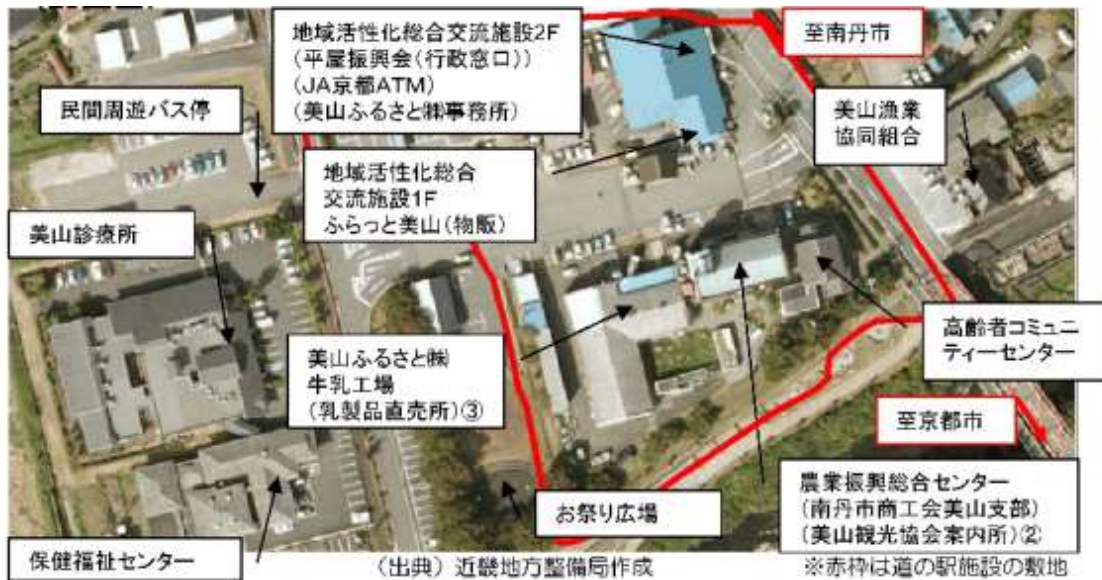 地域活性化総合交流施設2F
(平屋振興会(行政窓口))
(JA京都ATM)
(美山ふるさと㈱事務所)
至南丹市
民間周遊バス停
美山漁業
協同組合
地域活性化総合
交流施設1F
ふらっと美山(物販)
美山診療所
美山ふるさと㈱
牛乳工場
(乳製品直売所)③
高齢者コミュニ
ティーセンター
至京都市
お祭り広場
農業振興総合センター
(南丹市商工会美山支部)
(美山観光協会案内所)②
保健福祉センター
(出典) 近畿地方整備局作成
※赤枠は道の駅施設の敷地